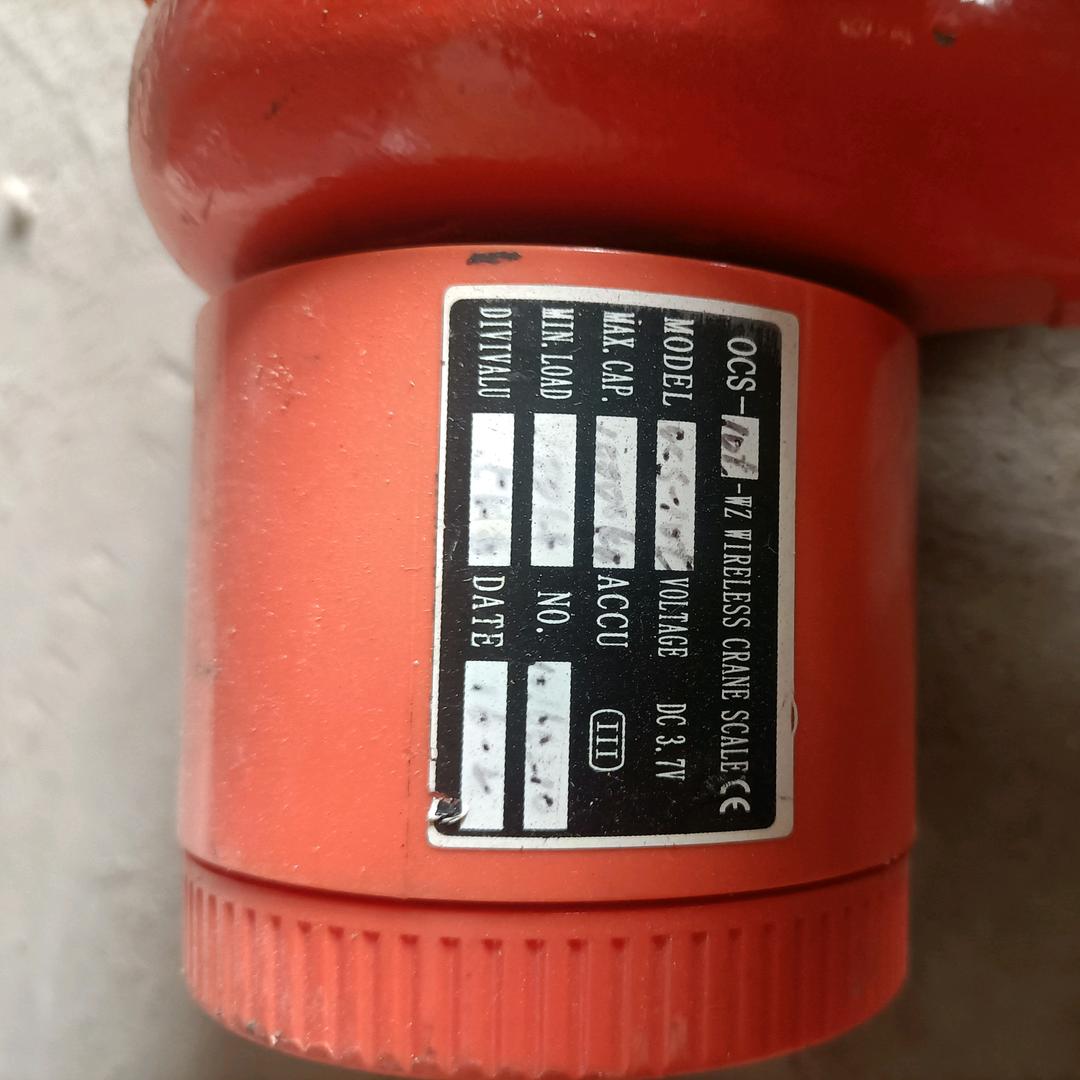 OCS-10t-WZ WIRELESS CRANE SCALE CE
MODEL VOLTAGE DC 3.7V
MAX. CAP. ACCU III
MIN. LOAD NO.
DIVIVALU DATE